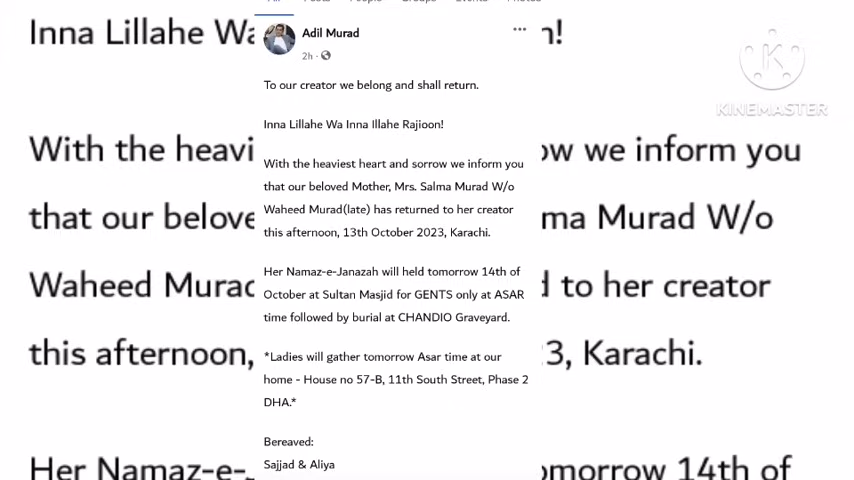 Adil Murad
2h
To our creator we belong and shall return.
Inna Lillahe Wa Inna Illahe Rajioon!
With the heaviest heart and sorrow we inform you
that our beloved Mother, Mrs. Salma Murad W/o
Waheed Murad(late) has returned to her creator
this afternoon, 13th October 2023, Karachi.
Her Namaz-e-Janazah will held tomorrow 14th of
October at Sultan Masjid for GENTS only at ASAR
time followed by burial at CHANDIO Graveyard.
*Ladies will gather tomorrow Asar time at our
home - House no 57-B, 11th South Street, Phase 2
DHA.*
Bereaved:
Sajjad & Aliya
Inna Lillahe
With the
ow we inform you
that our
ma Murad W/o
Waheed
to her creator
this afternoon,
3, Karachi.
Her Namaz-e-
omorrow 14th of
KINEMASTER